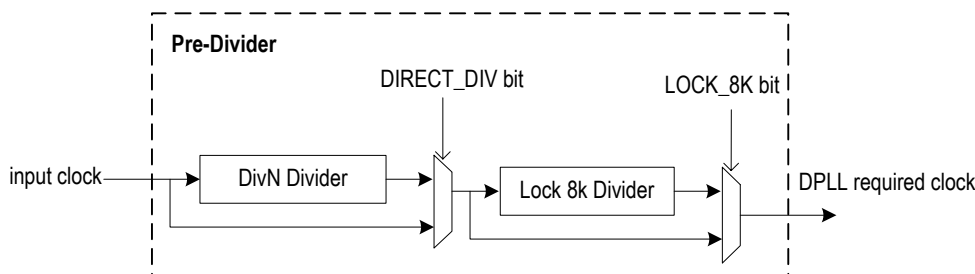 Pre-Divider
DIRECT_DIV bit
LOCK_8K bit
input clock
DivN Divider
Lock 8k Divider
DPLL required clock